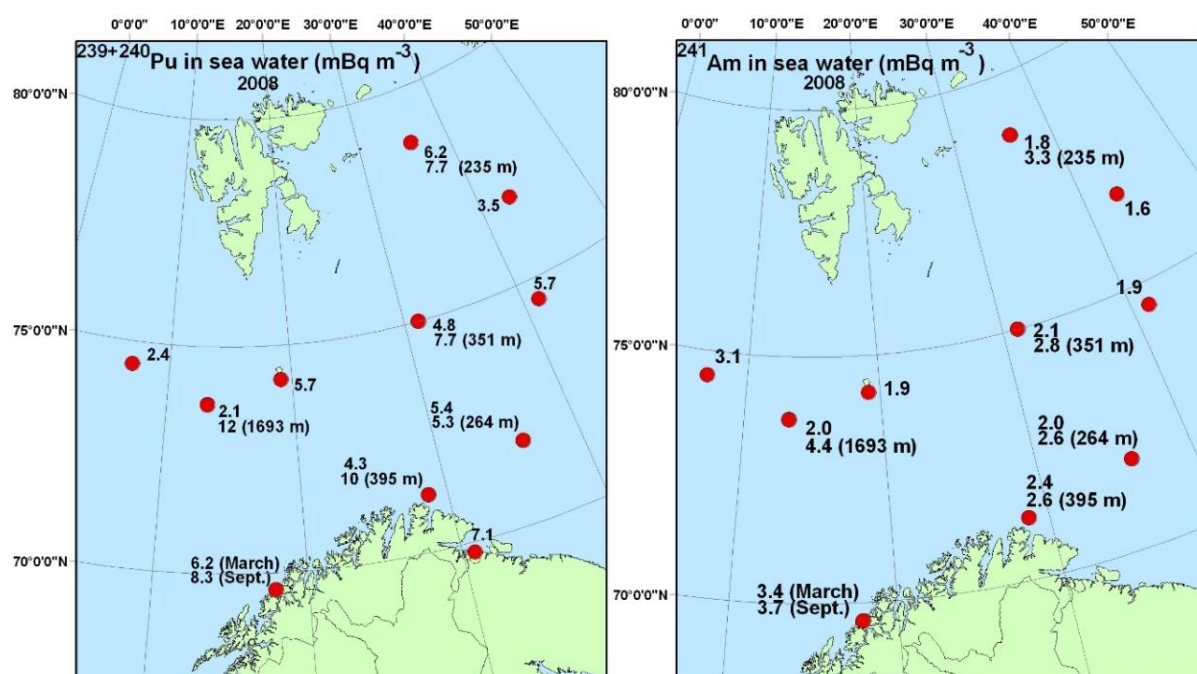 0°0'0" 10°0'0"E 20°0'0"E 30°0'0"E 40°0'0"E 50°0'0"E
239+240 Pu in sea water (mBq m-3)
2008
80°0'0"N
6.2
7.7 (235 m)
3.5
5.7
75°0'0"N
4.8
7.7 (351 m)
2.4
5.7
2.1
12 (1693 m)
5.4
5.3 (264 m)
4.3
10 (395 m)
7.1
70°0'0"N
6.2 (March)
8.3 (Sept.)
0°0'0" 10°0'0"E 20°0'0"E 30°0'0"E 40°0'0"E 50°0'0"E
241 Am in sea water (mBq m-3)
2008
80°0'0"N
1.8
3.3 (235 m)
1.6
1.9
75°0'0"N
2.1
2.8 (351 m)
3.1
1.9
2.0
4.4 (1693 m)
2.0
2.6 (264 m)
2.4
2.6 (395 m)
70°0'0"N
3.4 (March)
3.7 (Sept.)